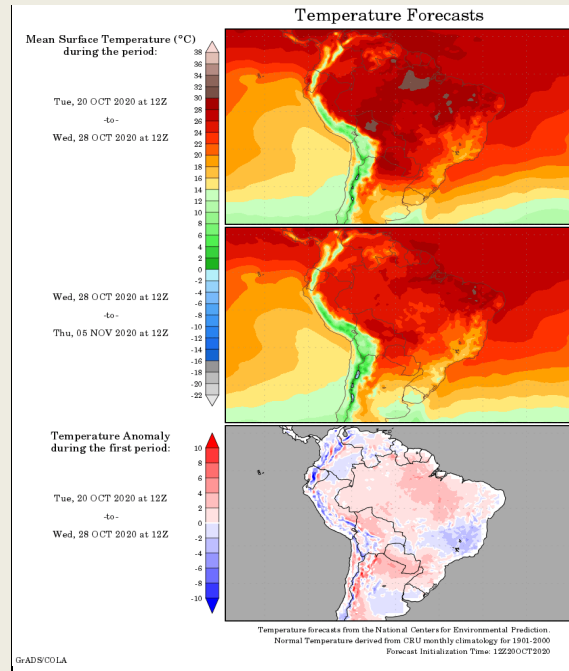 Temperature Forecasts
Mean Surface Temperature (°C)
during the period:
Tue, 20 OCT 2020 at 12Z
-to-
Wed, 28 OCT 2020 at 12Z
38
36
34
32
30
28
26
24
22
20
18
16
14
12
10
8
6
4
2
0
-2
-4
-6
-8
-10
-12
-14
-16
-18
-20
-22
Wed, 28 OCT 2020 at 12Z
-to-
Thu, 05 NOV 2020 at 12Z
Temperature Anomaly
during the first period:
Tue, 20 OCT 2020 at 12Z
-to-
Wed, 28 OCT 2020 at 12Z
10
8
6
4
2
0
-2
-4
-6
-8
-10
Temperature forecasts from the National Centers for Environmental Prediction.
Normal Temperature derived from CRU monthly climatology for 1901-2000
Forecast Initialization Time: 12Z20OCT2020
GrADS/COLA